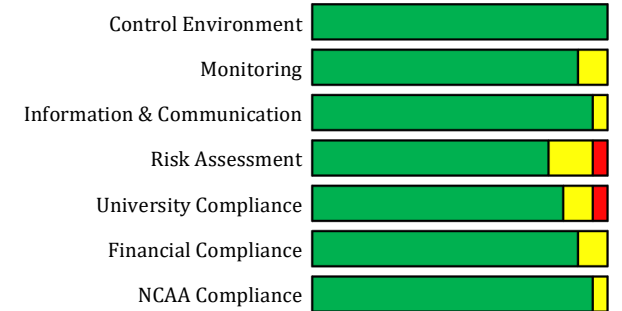 Control Environment
Monitoring
Information & Communication
Risk Assessment
University Compliance
Financial Compliance
NCAA Compliance